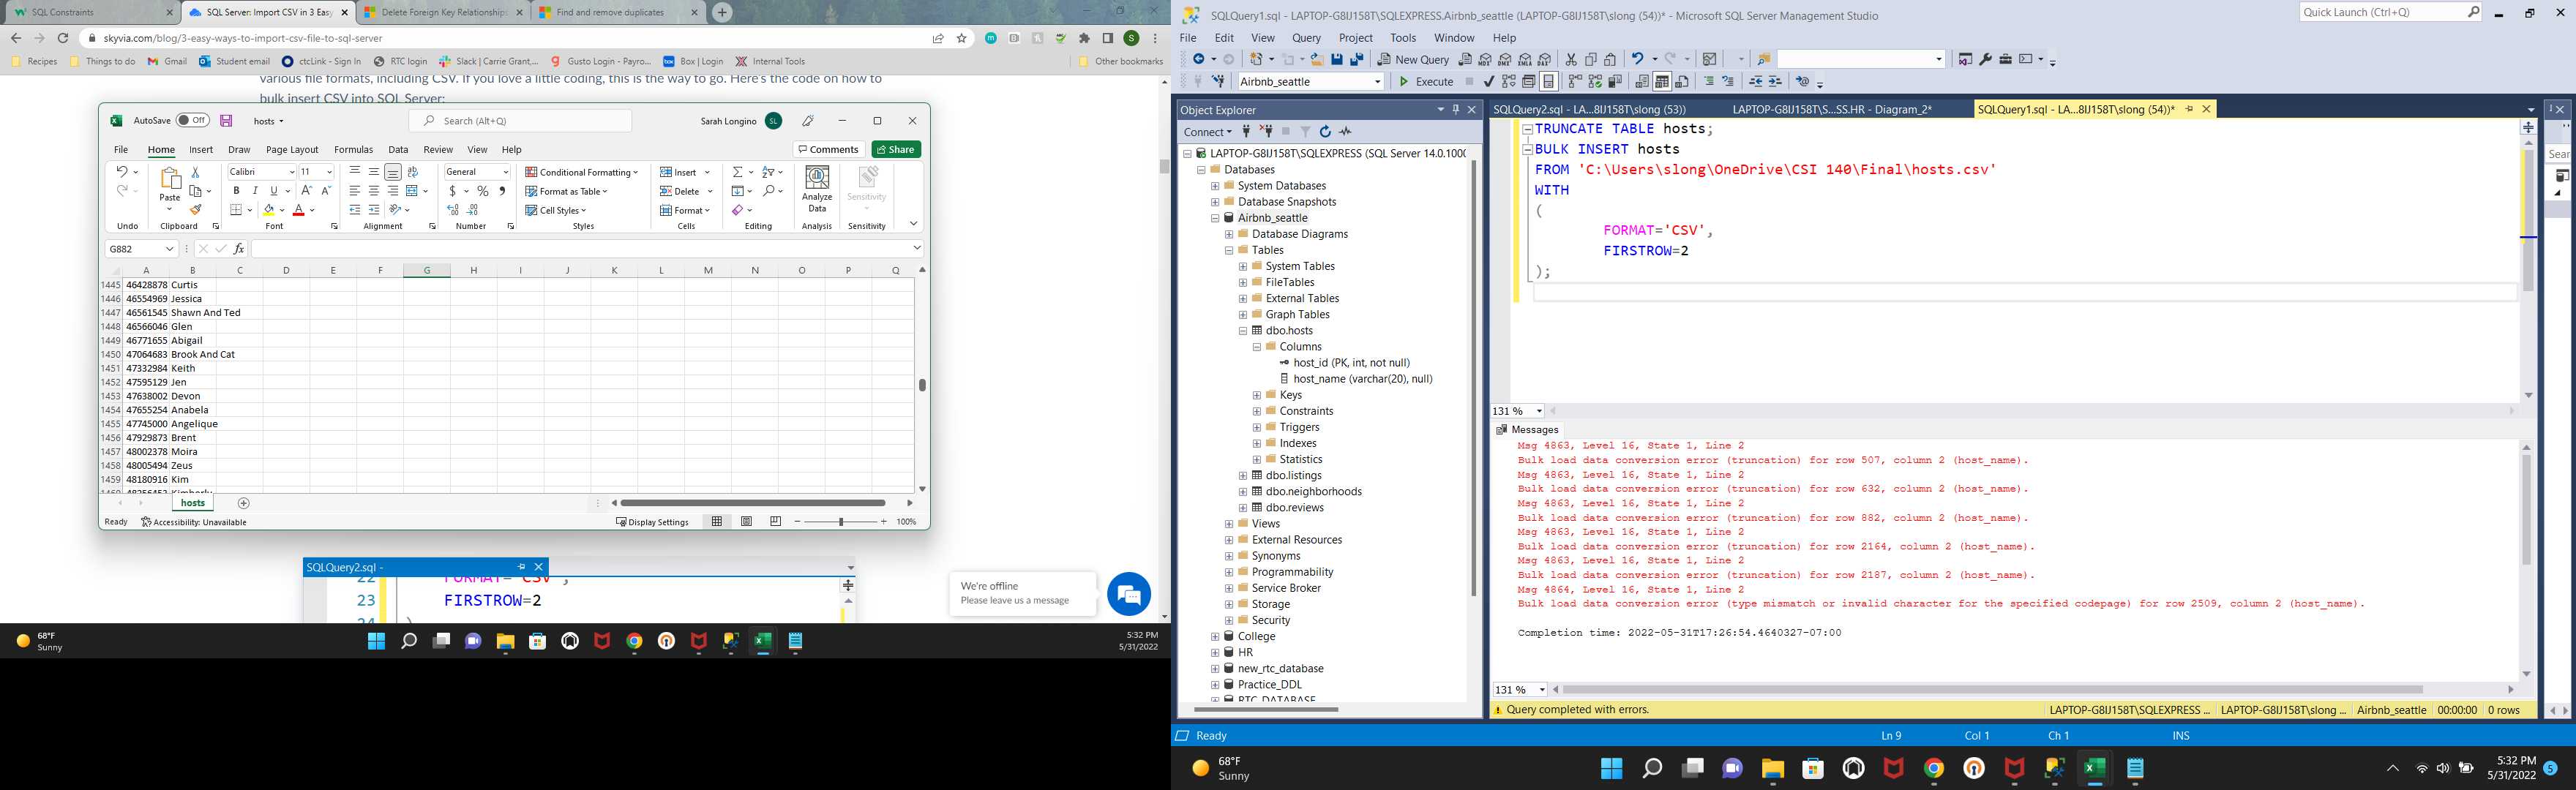 SQL Constraints
SQL Server: Import CSV in 3 Easy
Delete Foreign Key Relationships
Find and remove duplicates
skyvia.com/blog/3-easy-ways-to-import-csv-file-to-sql-server
Recipes
Things to do
Gmail
Student email
ctcLink - Sign In
RTC login
Slack | Carrie Grant,...
Gusto Login - Payro...
Box | Login
Internal Tools
Other bookmarks
various file formats, including CSV. If you love a little coding, this is the way to go. Here's the code on how to
bulk insert CSV into SQL Server:
AutoSave Off
hosts
Search (Alt+Q)
Sarah Longino SL
File Home Insert Draw Page Layout Formulas Data Review View Help
Comments Share
Calibri 11
General
Paste
Conditional Formatting
Format as Table
Cell Styles
Insert
Delete
Format
Analyze
Data
Sensitivity
Undo Clipboard Font Alignment Number Styles Cells Editing Analysis Sensitivity
G882
fx
A B C D E F G H I J K L M N O P Q
1445 46428878 Curtis
1446 46554969 Jessica
1447 46561545 Shawn And Ted
1448 46566046 Glen
1449 46771655 Abigail
1450 47064683 Brook And Cat
1451 47332984 Keith
1452 47595129 Jen
1453 47638002 Devon
1454 47655254 Anabela
1455 47745000 Angelique
1456 47929873 Brent
1457 48002378 Moira
1458 48005494 Zeus
1459 48180916 Kim
hosts
Ready
Accessibility: Unavailable
Display Settings
100%
SQLQuery2.sql -
22 FORMAT='CSV',
23 FIRSTROW=2
24 )
We're offline
Please leave us a message
68°F
Sunny
5:32 PM
5/31/2022
SQLQuery1.sql - LAPTOP-G8IJ158T\SQLEXPRESS.Airbnb_seattle (LAPTOP-G8IJ158T\slong (54))* - Microsoft SQL Server Management Studio
Quick Launch (Ctrl+Q)
File Edit View Query Project Tools Window Help
New Query
Airbnb_seattle
Execute
Object Explorer
Connect
LAPTOP-G8IJ158T\SQLEXPRESS (SQL Server 14.0.1000
Databases
System Databases
Database Snapshots
Airbnb_seattle
Database Diagrams
Tables
System Tables
FileTables
External Tables
Graph Tables
dbo.hosts
Columns
host_id (PK, int, not null)
host_name (varchar(20), null)
Keys
Constraints
Triggers
Indexes
Statistics
dbo.listings
dbo.neighborhoods
dbo.reviews
Views
External Resources
Synonyms
Programmability
Service Broker
Storage
Security
College
HR
new_rtc_database
Practice_DDL
RTC_DATABASE
SQLQuery2.sql - LA...8IJ158T\slong (53))
LAPTOP-G8IJ158T\S...SS.HR - Diagram_2*
SQLQuery1.sql - LA...8IJ158T\slong (54))*
TRUNCATE TABLE hosts;
BULK INSERT hosts
FROM 'C:\Users\slong\OneDrive\CSI 140\Final\hosts.csv'
WITH
(
FORMAT='CSV',
FIRSTROW=2
);
131 %
Messages
Msg 4863, Level 16, State 1, Line 2
Bulk load data conversion error (truncation) for row 507, column 2 (host_name).
Msg 4863, Level 16, State 1, Line 2
Bulk load data conversion error (truncation) for row 632, column 2 (host_name).
Msg 4863, Level 16, State 1, Line 2
Bulk load data conversion error (truncation) for row 882, column 2 (host_name).
Msg 4863, Level 16, State 1, Line 2
Bulk load data conversion error (truncation) for row 2164, column 2 (host_name).
Msg 4863, Level 16, State 1, Line 2
Bulk load data conversion error (truncation) for row 2187, column 2 (host_name).
Msg 4864, Level 16, State 1, Line 2
Bulk load data conversion error (type mismatch or invalid character for the specified codepage) for row 2509, column 2 (host_name).
Completion time: 2022-05-31T17:26:54.4640327-07:00
131 %
Query completed with errors.
LAPTOP-G8IJ158T\SQLEXPRESS ...
LAPTOP-G8IJ158T\slong ...
Airbnb_seattle
00:00:00
0 rows
Sear
Ready
Ln 9
Col 1
Ch 1
INS
68°F
Sunny
5:32 PM
5/31/2022
5